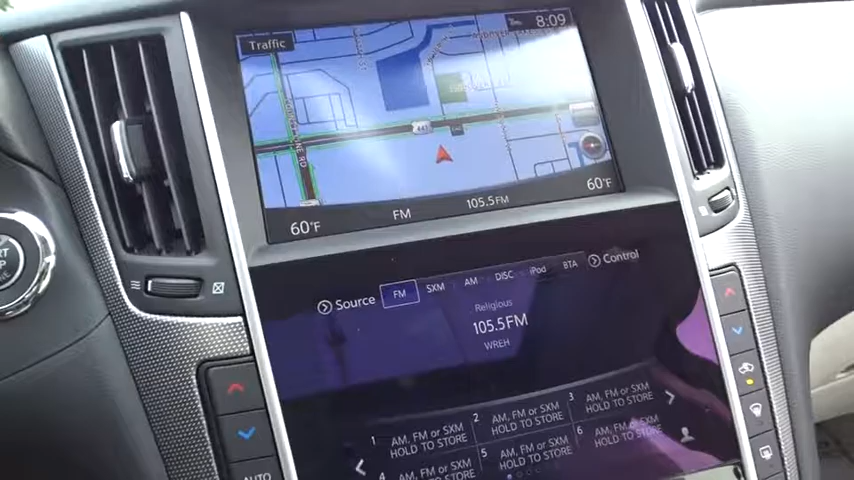 Traffic
8:09
441
60°F
FM
105.5FM
60°F
START
Source
FM
SXM
AM
DISC
iPod
BTA
Control
Religious
105.5FM
WREH
1 AM, FM or SXM HOLD TO STORE
2 AM, FM or SXM HOLD TO STORE
3 AM, FM or SXM HOLD TO STORE
4 AM, FM or SXM HOLD TO STORE
5 AM, FM or SXM HOLD TO STORE
6 AM, FM or SXM HOLD TO STORE
AUTO